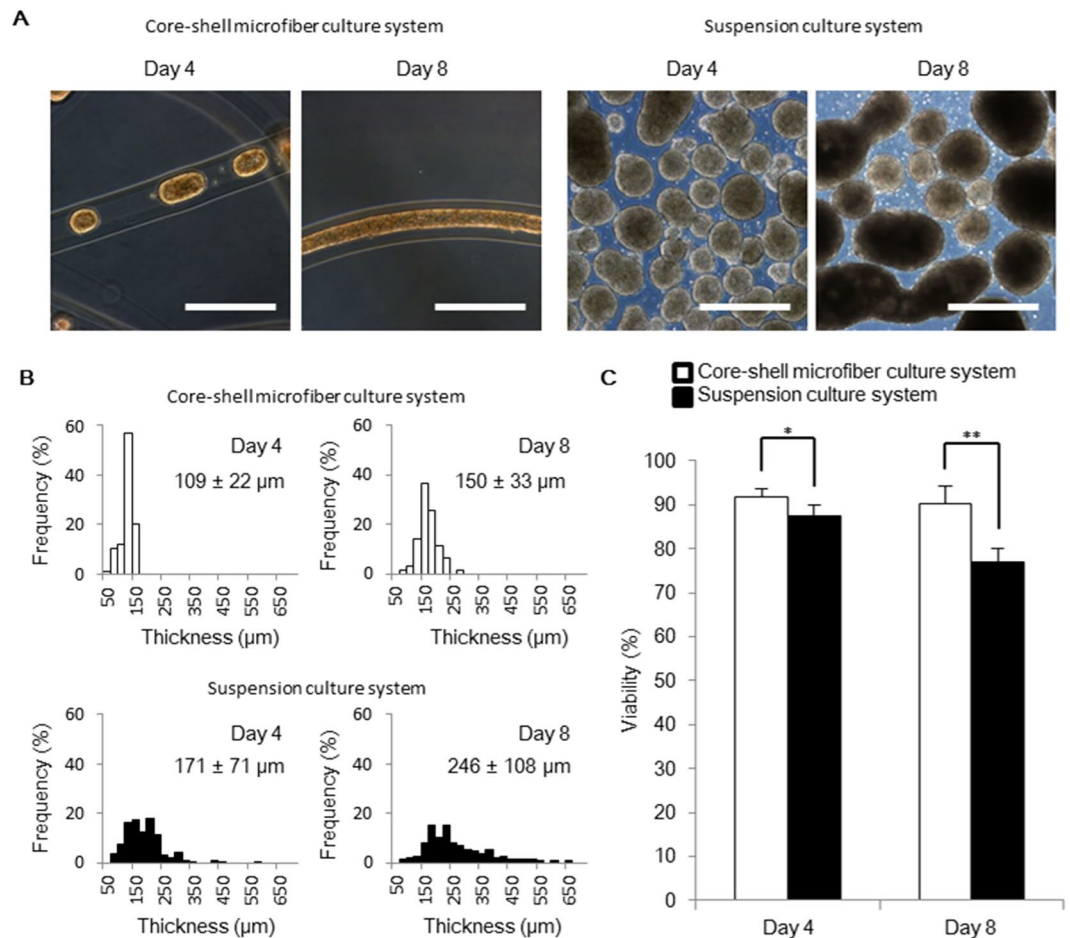 A
Core-shell microfiber culture system
Suspension culture system
Day 4
Day 8
Day 4
Day 8
B
Core-shell microfiber culture system
60
40
20
0
Frequency (%)
Day 4
109 ± 22 µm
50
150
250
350
450
550
650
Thickness (µm)
60
40
20
0
Frequency (%)
Day 8
150 ± 33 µm
50
150
250
350
450
550
650
Thickness (µm)
Suspension culture system
60
40
20
0
Frequency (%)
Day 4
171 ± 71 µm
50
150
250
350
450
550
650
Thickness (µm)
60
40
20
0
Frequency (%)
Day 8
246 ± 108 µm
50
150
250
350
450
550
650
Thickness (µm)
C
Core-shell microfiber culture system
Suspension culture system
*
**
100
90
80
70
60
50
40
30
20
10
0
Viability (%)
Day 4
Day 8